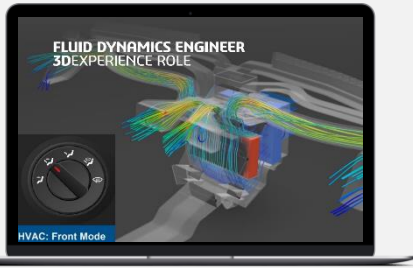 FLUID DYNAMICS ENGINEER
3DEXPERIENCE ROLE
HVAC: Front Mode